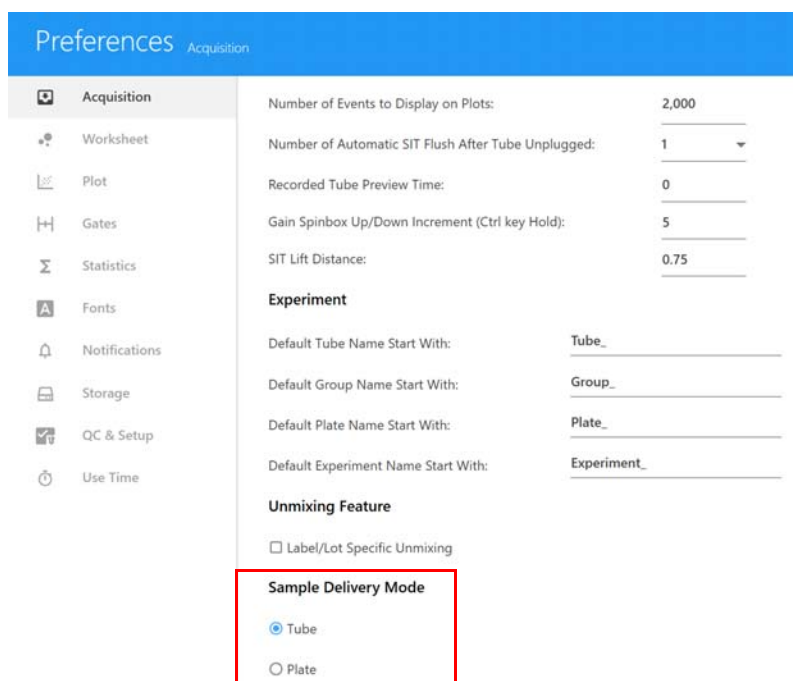 Preferences Acquisition
Acquisition
Worksheet
Plot
Gates
Statistics
A Fonts
Notifications
Storage
QC & Setup
Use Time
Number of Events to Display on Plots: 2,000
Number of Automatic SIT Flush After Tube Unplugged: 1
Recorded Tube Preview Time: 0
Gain Spinbox Up/Down Increment (Ctrl key Hold): 5
SIT Lift Distance: 0.75
Experiment
Default Tube Name Start With: Tube_
Default Group Name Start With: Group_
Default Plate Name Start With: Plate_
Default Experiment Name Start With: Experiment_
Unmixing Feature
Label/Lot Specific Unmixing
Sample Delivery Mode
Tube
Plate